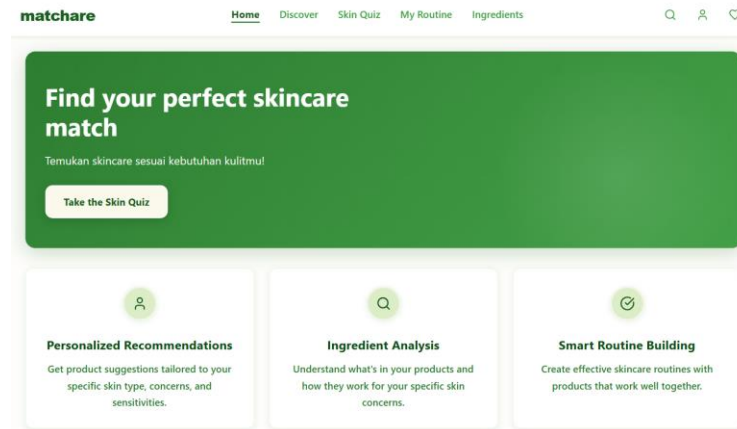 matchare
Home Discover Skin Quiz My Routine Ingredients
Find your perfect skincare
match
Temukan skincare sesuai kebutuhan kulitmu!
Take the Skin Quiz
Personalized Recommendations
Get product suggestions tailored to your
specific skin type, concerns, and
sensitivities.
Ingredient Analysis
Understand what's in your products and
how they work for your specific skin
concerns.
Smart Routine Building
Create effective skincare routines with
products that work well together.